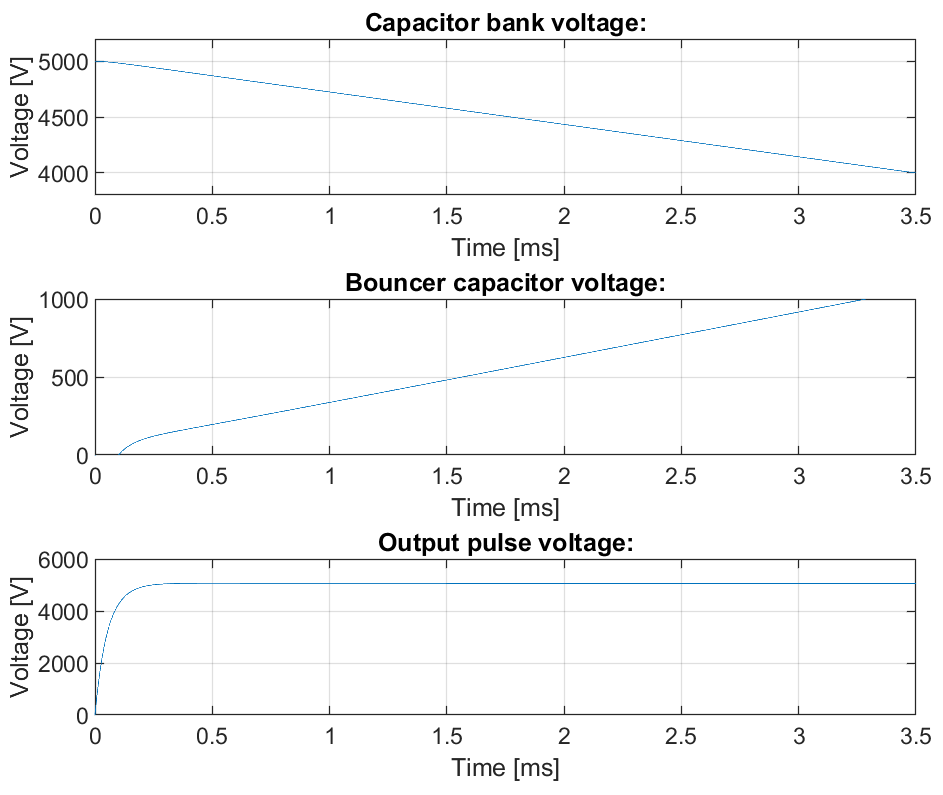 Capacitor bank voltage:
5000
4500
4000
Voltage [V]
0 0.5 1 1.5 2 2.5 3 3.5
Time [ms]
Bouncer capacitor voltage:
1000
500
0
Voltage [V]
0 0.5 1 1.5 2 2.5 3 3.5
Time [ms]
Output pulse voltage:
6000
4000
2000
0
Voltage [V]
0 0.5 1 1.5 2 2.5 3 3.5
Time [ms]